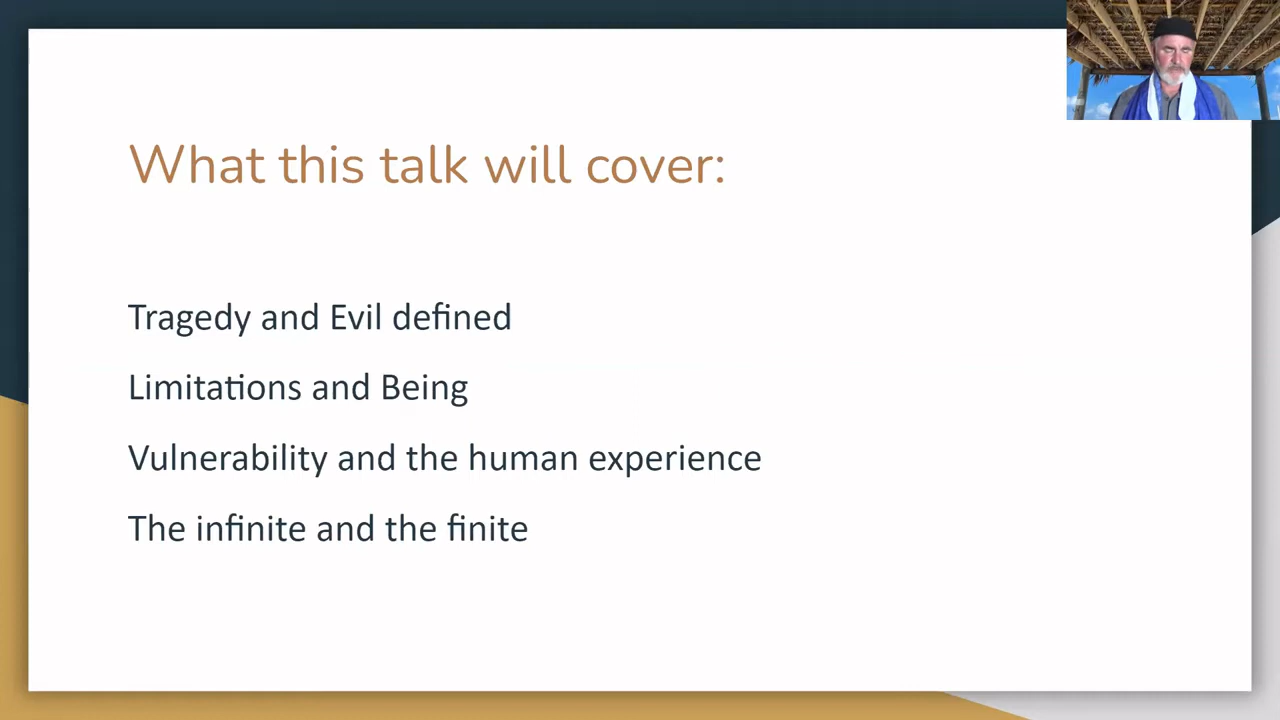 What this talk will cover:
Tragedy and Evil defined
Limitations and Being
Vulnerability and the human experience
The infinite and the finite